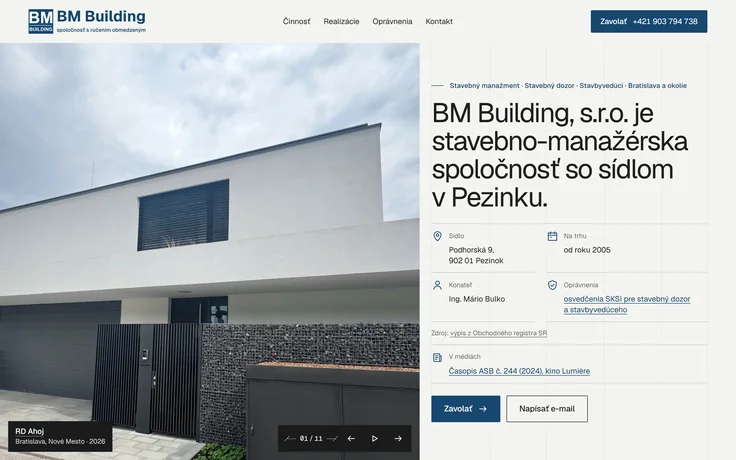 BM BM Building
BUILDING spoločnosť s ručením obmedzeným
Činnosť Realizácie Oprávnenia Kontakt
Zavolať +421 903 794 738
Stavebný manažment · Stavebný dozor · Stavbyvedúci · Bratislava a okolie
BM Building, s.r.o. je
stavebno-manažérska
spoločnosť so sídlom
v Pezinku.
Sídlo
Podhorská 9,
902 01 Pezinok
Na trhu
od roku 2005
Konateľ
Ing. Mário Bulko
Oprávnenia
osvedčenia SKSI pre stavebný dozor
a stavbyvedúceho
Zdroj: výpis z Obchodného registra SR
V médiách
Časopis ASB č. 244 (2024), kino Lumière
Zavolať
Napísať e-mail
RD Ahoj
Bratislava, Nové Mesto · 2026
01 / 11